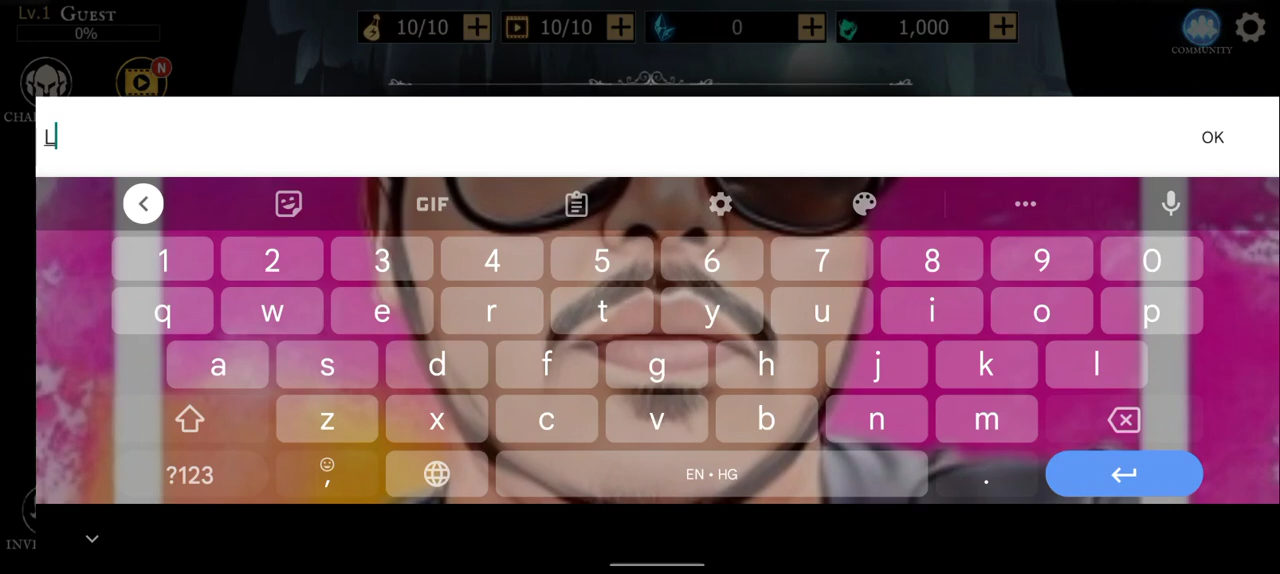 Lv.1 GUEST
0%
10/10
10/10
0
1,000
COMMUNITY
N
L
OK
GIF
1 2 3 4 5 6 7 8 9 0
q w e r t y u i o p
a s d f g h j k l
z x c v b n m
?123 , EN • HG .